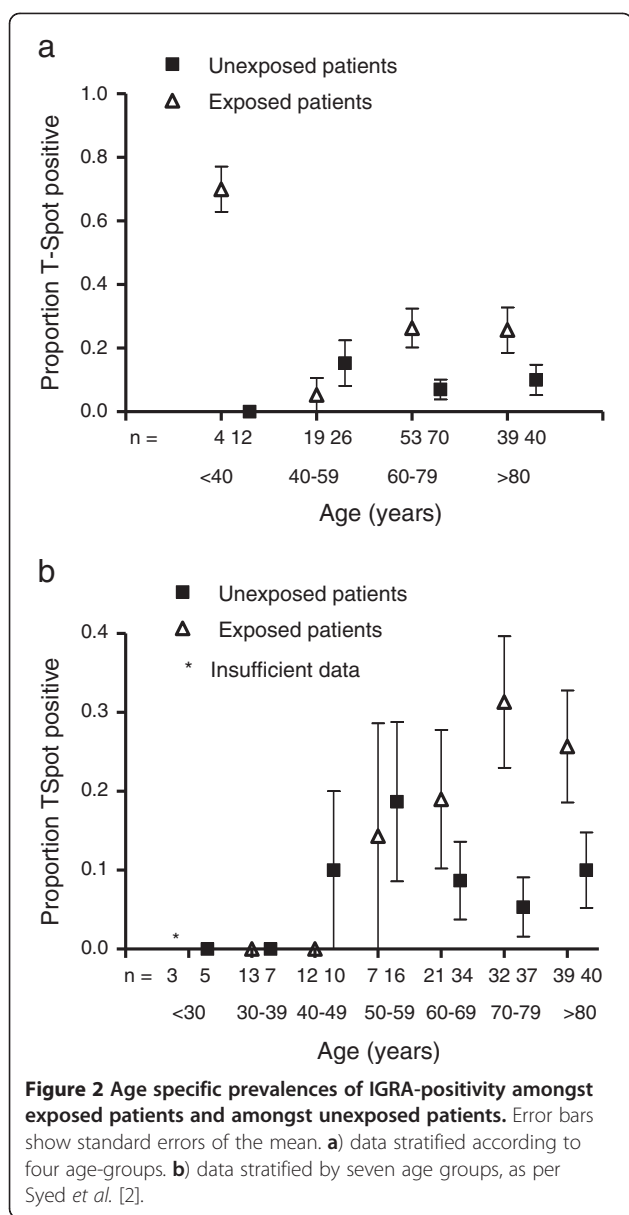 a
Unexposed patients
Exposed patients
Proportion T-Spot positive
1.0
0.8
0.6
0.4
0.2
0.0
n = 4 12 19 26 53 70 39 40
<40 40-59 60-79 >80
Age (years)
b
Unexposed patients
Exposed patients
* Insufficient data
Proportion TSpot positive
0.4
0.3
0.2
0.1
0.0
*
n = 3 5 13 7 12 10 7 16 21 34 32 37 39 40
<30 30-39 40-49 50-59 60-69 70-79 >80
Age (years)
Figure 2 Age specific prevalences of IGRA-positivity amongst
exposed patients and amongst unexposed patients. Error bars
show standard errors of the mean. a) data stratified according to
four age-groups. b) data stratified by seven age groups, as per
Syed et al. [2].